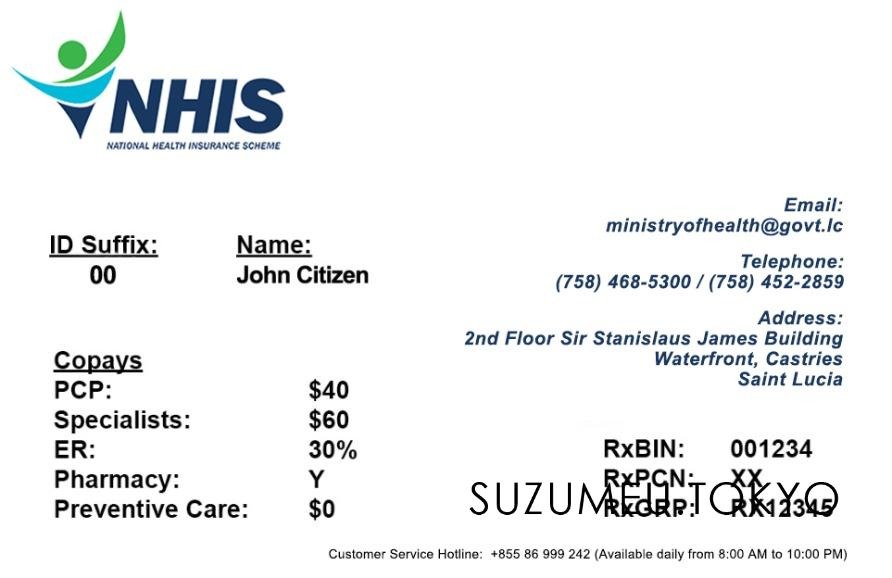 NHIS
NATIONAL HEALTH INSURANCE SCHEME
Email:
ministryofhealth@govt.lc
Telephone:
(758) 468-5300 / (758) 452-2859
Address:
2nd Floor Sir Stanislaus James Building
Waterfront, Castries
Saint Lucia
ID Suffix: Name:
00 John Citizen
Copays
PCP: $40
Specialists: $60
ER: 30%
Pharmacy: Y
Preventive Care: $0
RxBIN: 001234
RxPCN: XX
RxGRP: RX12345
SUZUMEU.TOKYO
Customer Service Hotline: +855 86 999 242 (Available daily from 8:00 AM to 10:00 PM)